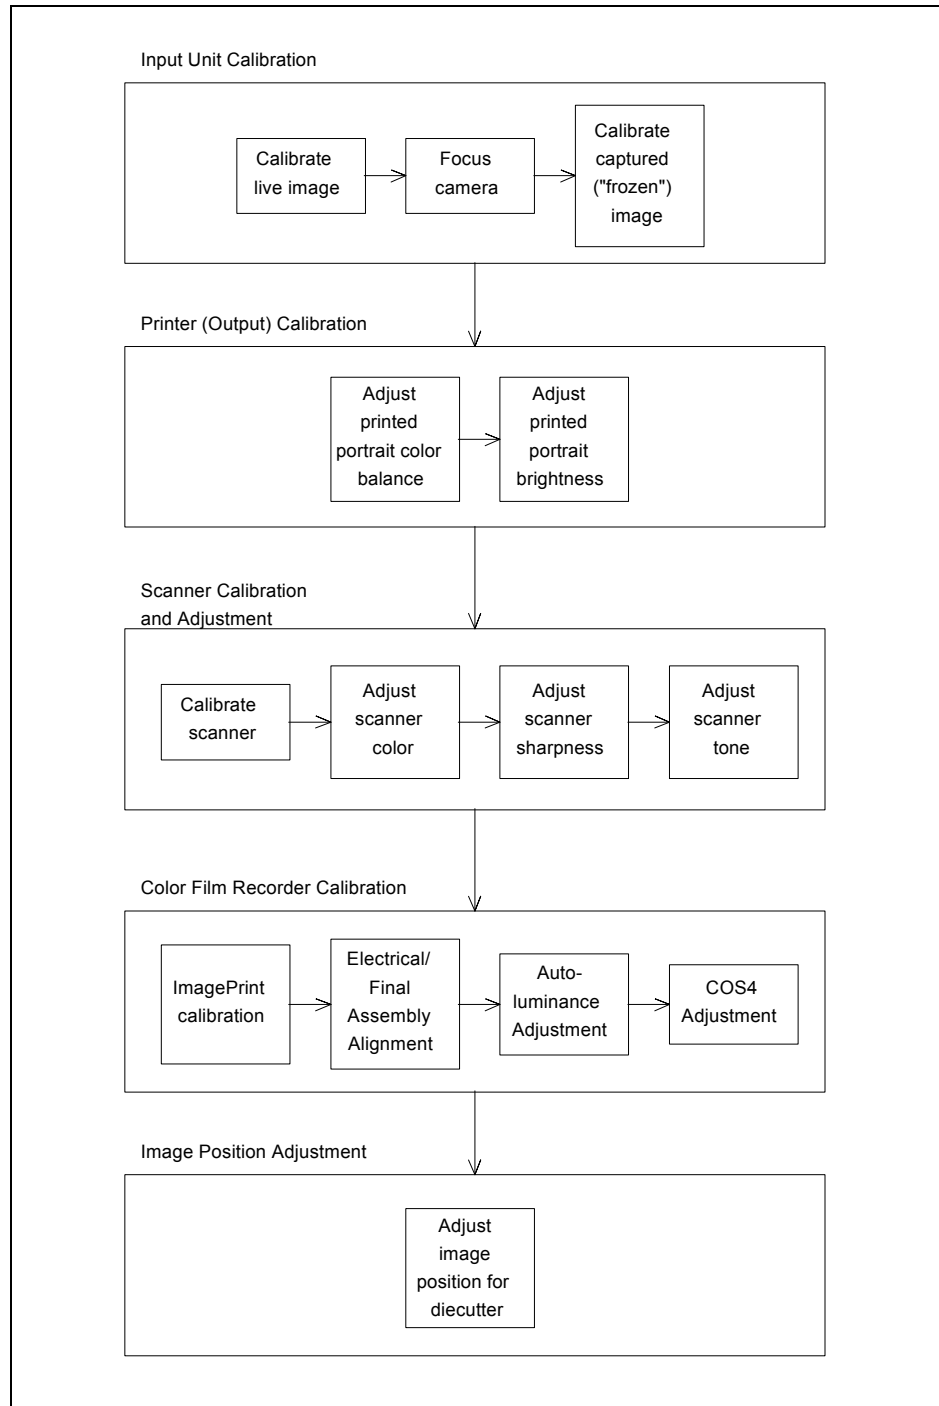 Input Unit Calibration
Calibrate
live image
Focus
camera
Calibrate
captured
("frozen")
image
Printer (Output) Calibration
Adjust
printed
portrait color
balance
Adjust
printed
portrait
brightness
Scanner Calibration
and Adjustment
Calibrate
scanner
Adjust
scanner
color
Adjust
scanner
sharpness
Adjust
scanner
tone
Color Film Recorder Calibration
ImagePrint
calibration
Electrical/
Final
Assembly
Alignment
Auto-
luminance
Adjustment
COS4
Adjustment
Image Position Adjustment
Adjust
image
position for
diecutter